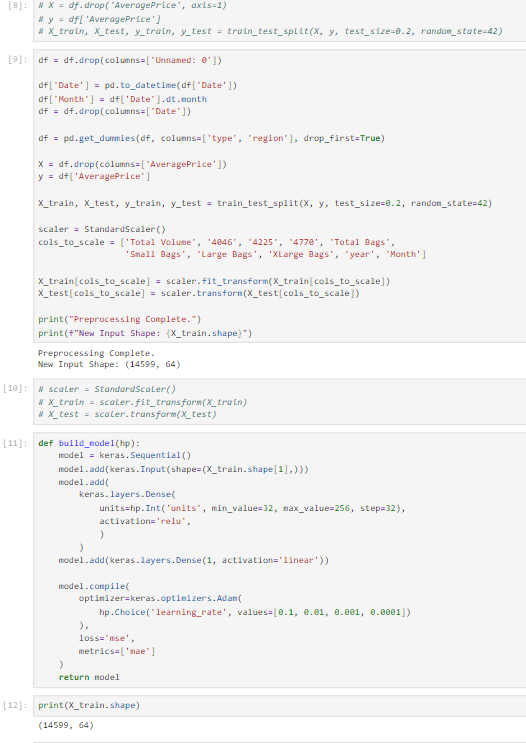 [8]: # X = df.drop('AveragePrice', axis=1)
# y = df['AveragePrice']
# X_train, X_test, y_train, y_test = train_test_split(X, y, test_size=0.2, random_state=42)
[9]: df = df.drop(columns=['Unnamed: 0'])
df['Date'] = pd.to_datetime(df['Date'])
df['Month'] = df['Date'].dt.month
df = df.drop(columns=['Date'])
df = pd.get_dummies(df, columns=['type', 'region'], drop_first=True)
X = df.drop(columns=['AveragePrice'])
y = df['AveragePrice']
X_train, X_test, y_train, y_test = train_test_split(X, y, test_size=0.2, random_state=42)
scaler = StandardScaler()
cols_to_scale = ['Total Volume', '4046', '4225', '4770', 'Total Bags',
'Small Bags', 'Large Bags', 'XLarge Bags', 'year', 'Month']
X_train[cols_to_scale] = scaler.fit_transform(X_train[cols_to_scale])
X_test[cols_to_scale] = scaler.transform(X_test[cols_to_scale])
print("Preprocessing Complete.")
print(f"New Input Shape: {X_train.shape}")
Preprocessing Complete.
New Input Shape: (14599, 64)
[10]: # scaler = StandardScaler()
# X_train = scaler.fit_transform(X_train)
# X_test = scaler.transform(X_test)
[11]: def build_model(hp):
model = keras.Sequential()
model.add(keras.Input(shape=(X_train.shape[1],)))
model.add(
keras.layers.Dense(
units=hp.Int('units', min_value=32, max_value=256, step=32),
activation='relu',
)
)
model.add(keras.layers.Dense(1, activation='linear'))
model.compile(
optimizer=keras.optimizers.Adam(
hp.Choice('learning_rate', values=[0.1, 0.01, 0.001, 0.0001])
),
loss='mse',
metrics=['mae']
)
return model
[12]: print(X_train.shape)
(14599, 64)